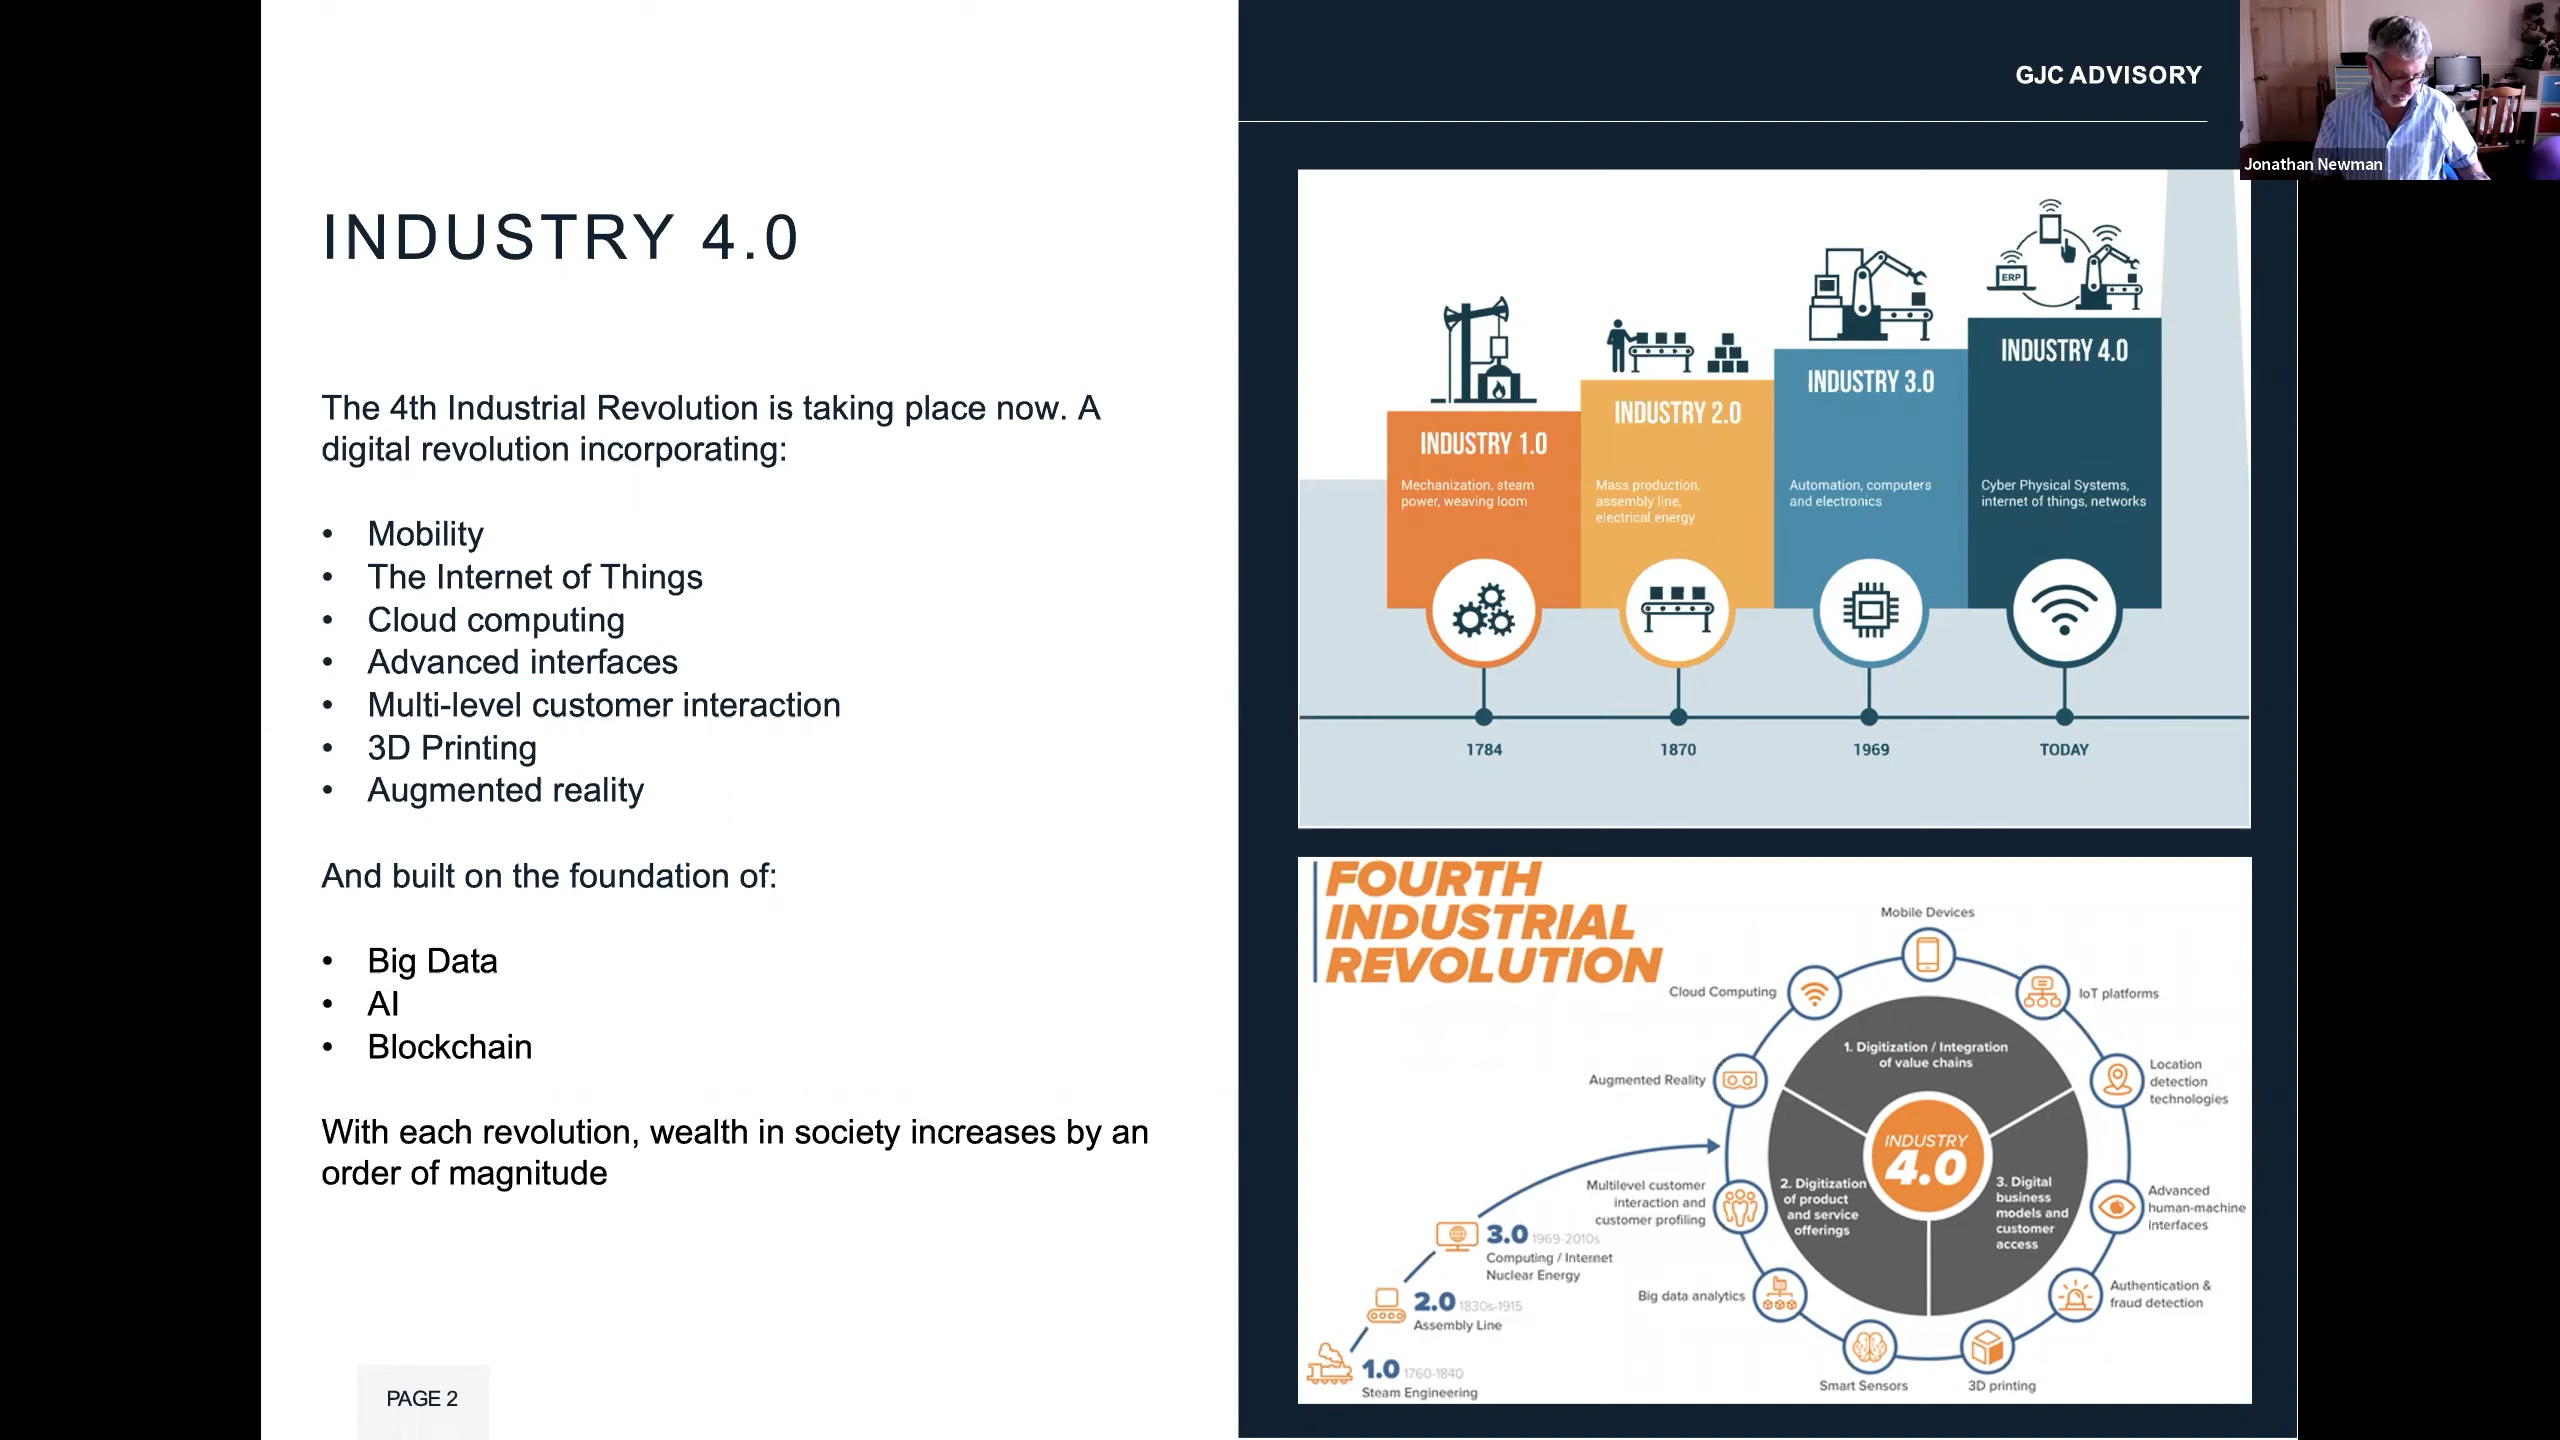 GJC ADVISORY
Jonathan Newman
INDUSTRY 4.0
The 4th Industrial Revolution is taking place now. A
digital revolution incorporating:
• Mobility
• The Internet of Things
• Cloud computing
• Advanced interfaces
• Multi-level customer interaction
• 3D Printing
• Augmented reality
And built on the foundation of:
• Big Data
• AI
• Blockchain
With each revolution, wealth in society increases by an
order of magnitude
PAGE 2
INDUSTRY 1.0
Mechanization, steam
power, weaving loom
INDUSTRY 2.0
Mass production,
assembly line,
electrical energy
INDUSTRY 3.0
Automation, computers
and electronics
ERP
INDUSTRY 4.0
Cyber Physical Systems,
internet of things, networks
1784
1870
1969
TODAY
FOURTH
INDUSTRIAL
REVOLUTION
Mobile Devices
Cloud Computing
IoT platforms
Augmented Reality
Location
detection
technologies
Multilevel customer
interaction and
customer profiling
Advanced
human-machine
interfaces
Big data analytics
Authentication &
fraud detection
Smart Sensors
3D printing
1. Digitization / Integration
of value chains
INDUSTRY
4.0
2. Digitization
of product
and service
offerings
3. Digital
business
models and
customer
access
3.0 1969-2010s
Computing / Internet
Nuclear Energy
2.0 1830s-1915
Assembly Line
1.0 1760-1840
Steam Engineering